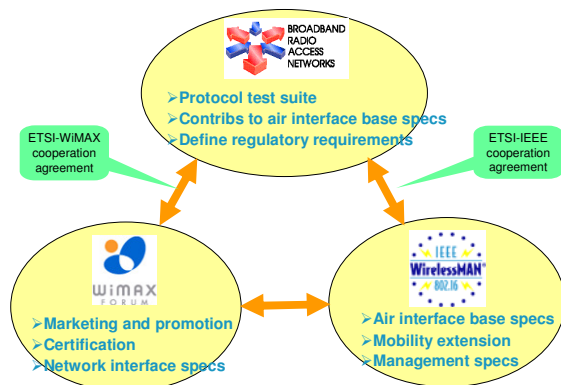 BROADBAND
RADIO
ACCESS
NETWORKS
➢Protocol test suite
➢Contribs to air interface base specs
➢Define regulatory requirements
ETSI-WiMAX
cooperation
agreement
ETSI-IEEE
cooperation
agreement
WiMAX
FORUM
➢Marketing and promotion
➢Certification
➢Network interface specs
IEEE
WirelessMAN®
802.16
➢Air interface base specs
➢Mobility extension
➢Management specs